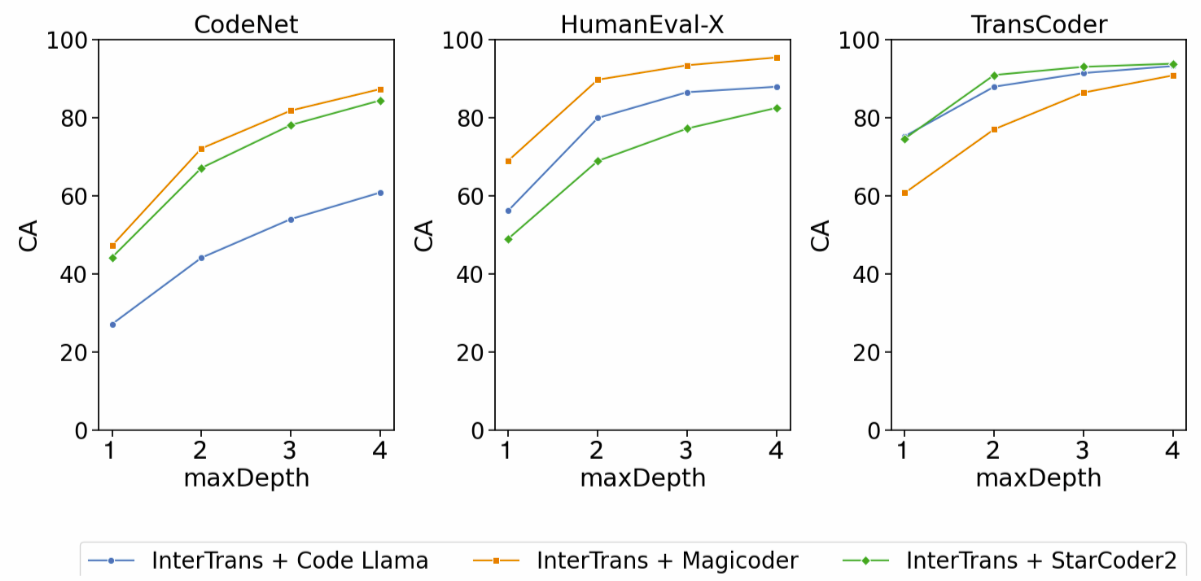 CodeNet
HumanEval-X
TransCoder
100
80
60
40
20
0
CA
1 2 3 4
maxDepth
100
80
60
40
20
0
CA
1 2 3 4
maxDepth
100
80
60
40
20
0
CA
1 2 3 4
maxDepth
InterTrans + Code Llama
InterTrans + Magicoder
InterTrans + StarCoder2